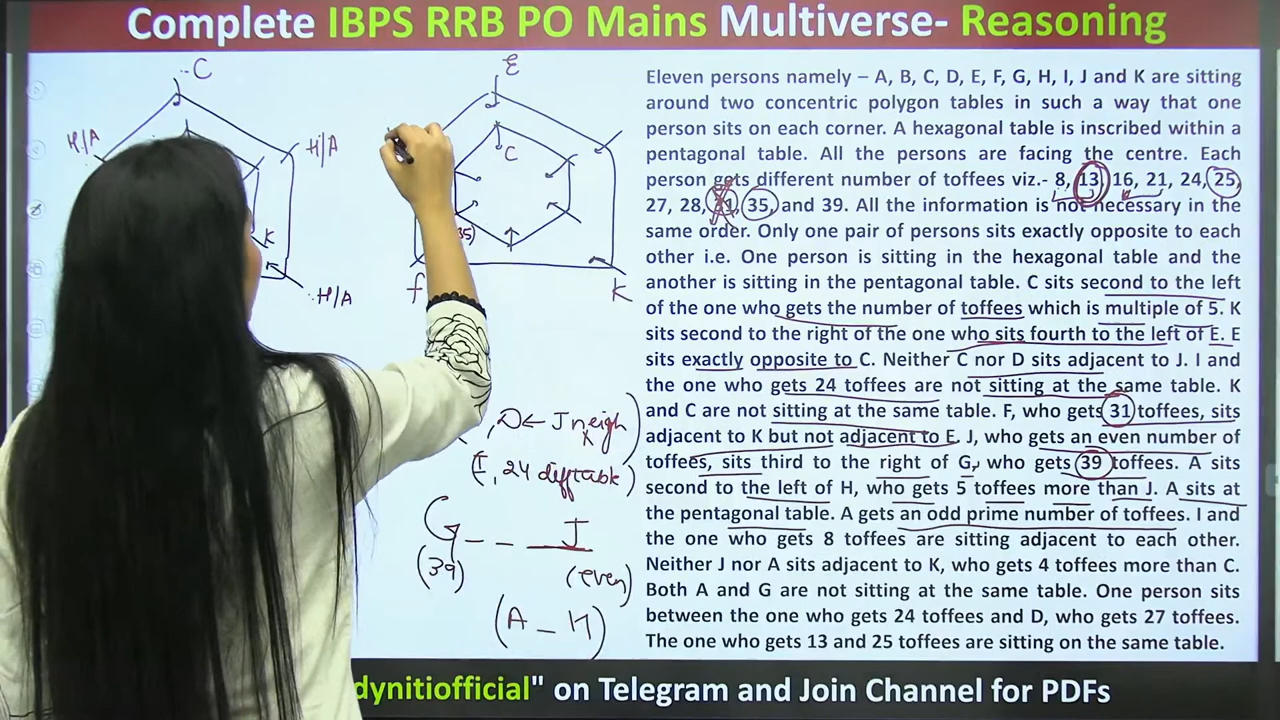 Complete IBPS RRB PO Mains Multiverse- Reasoning
Eleven persons namely – A, B, C, D, E, F, G, H, I, J and K are sitting
around two concentric polygon tables in such a way that one
person sits on each corner. A hexagonal table is inscribed within a
pentagonal table. All the persons are facing the centre. Each
person gets different number of toffees viz.- 8, 13, 16, 21, 24, 25,
27, 28, 31, 35, and 39. All the information is not necessary in the
same order. Only one pair of persons sits exactly opposite to each
other i.e. One person is sitting in the hexagonal table and the
another is sitting in the pentagonal table. C sits second to the left
of the one who gets the number of toffees which is multiple of 5. K
sits second to the right of the one who sits fourth to the left of E. E
sits exactly opposite to C. Neither C nor D sits adjacent to J. I and
the one who gets 24 toffees are not sitting at the same table. K
and C are not sitting at the same table. F, who gets 31 toffees, sits
adjacent to K but not adjacent to E. J, who gets an even number of
toffees, sits third to the right of G, who gets 39 toffees. A sits
second to the left of H, who gets 5 toffees more than J. A sits at
the pentagonal table. A gets an odd prime number of toffees. I and
the one who gets 8 toffees are sitting adjacent to each other.
Neither J nor A sits adjacent to K, who gets 4 toffees more than C.
Both A and G are not sitting at the same table. One person sits
between the one who gets 24 toffees and D, who gets 27 toffees.
The one who gets 13 and 25 toffees are sitting on the same table.
C
H/A
H/A
K
H/A
E
C
35)
f
K
, D ← J neigh
x
(I, 24 diff table)
G _ _ J
(39) (even)
(A _ H)
dynitiofficial" on Telegram and Join Channel for PDFs